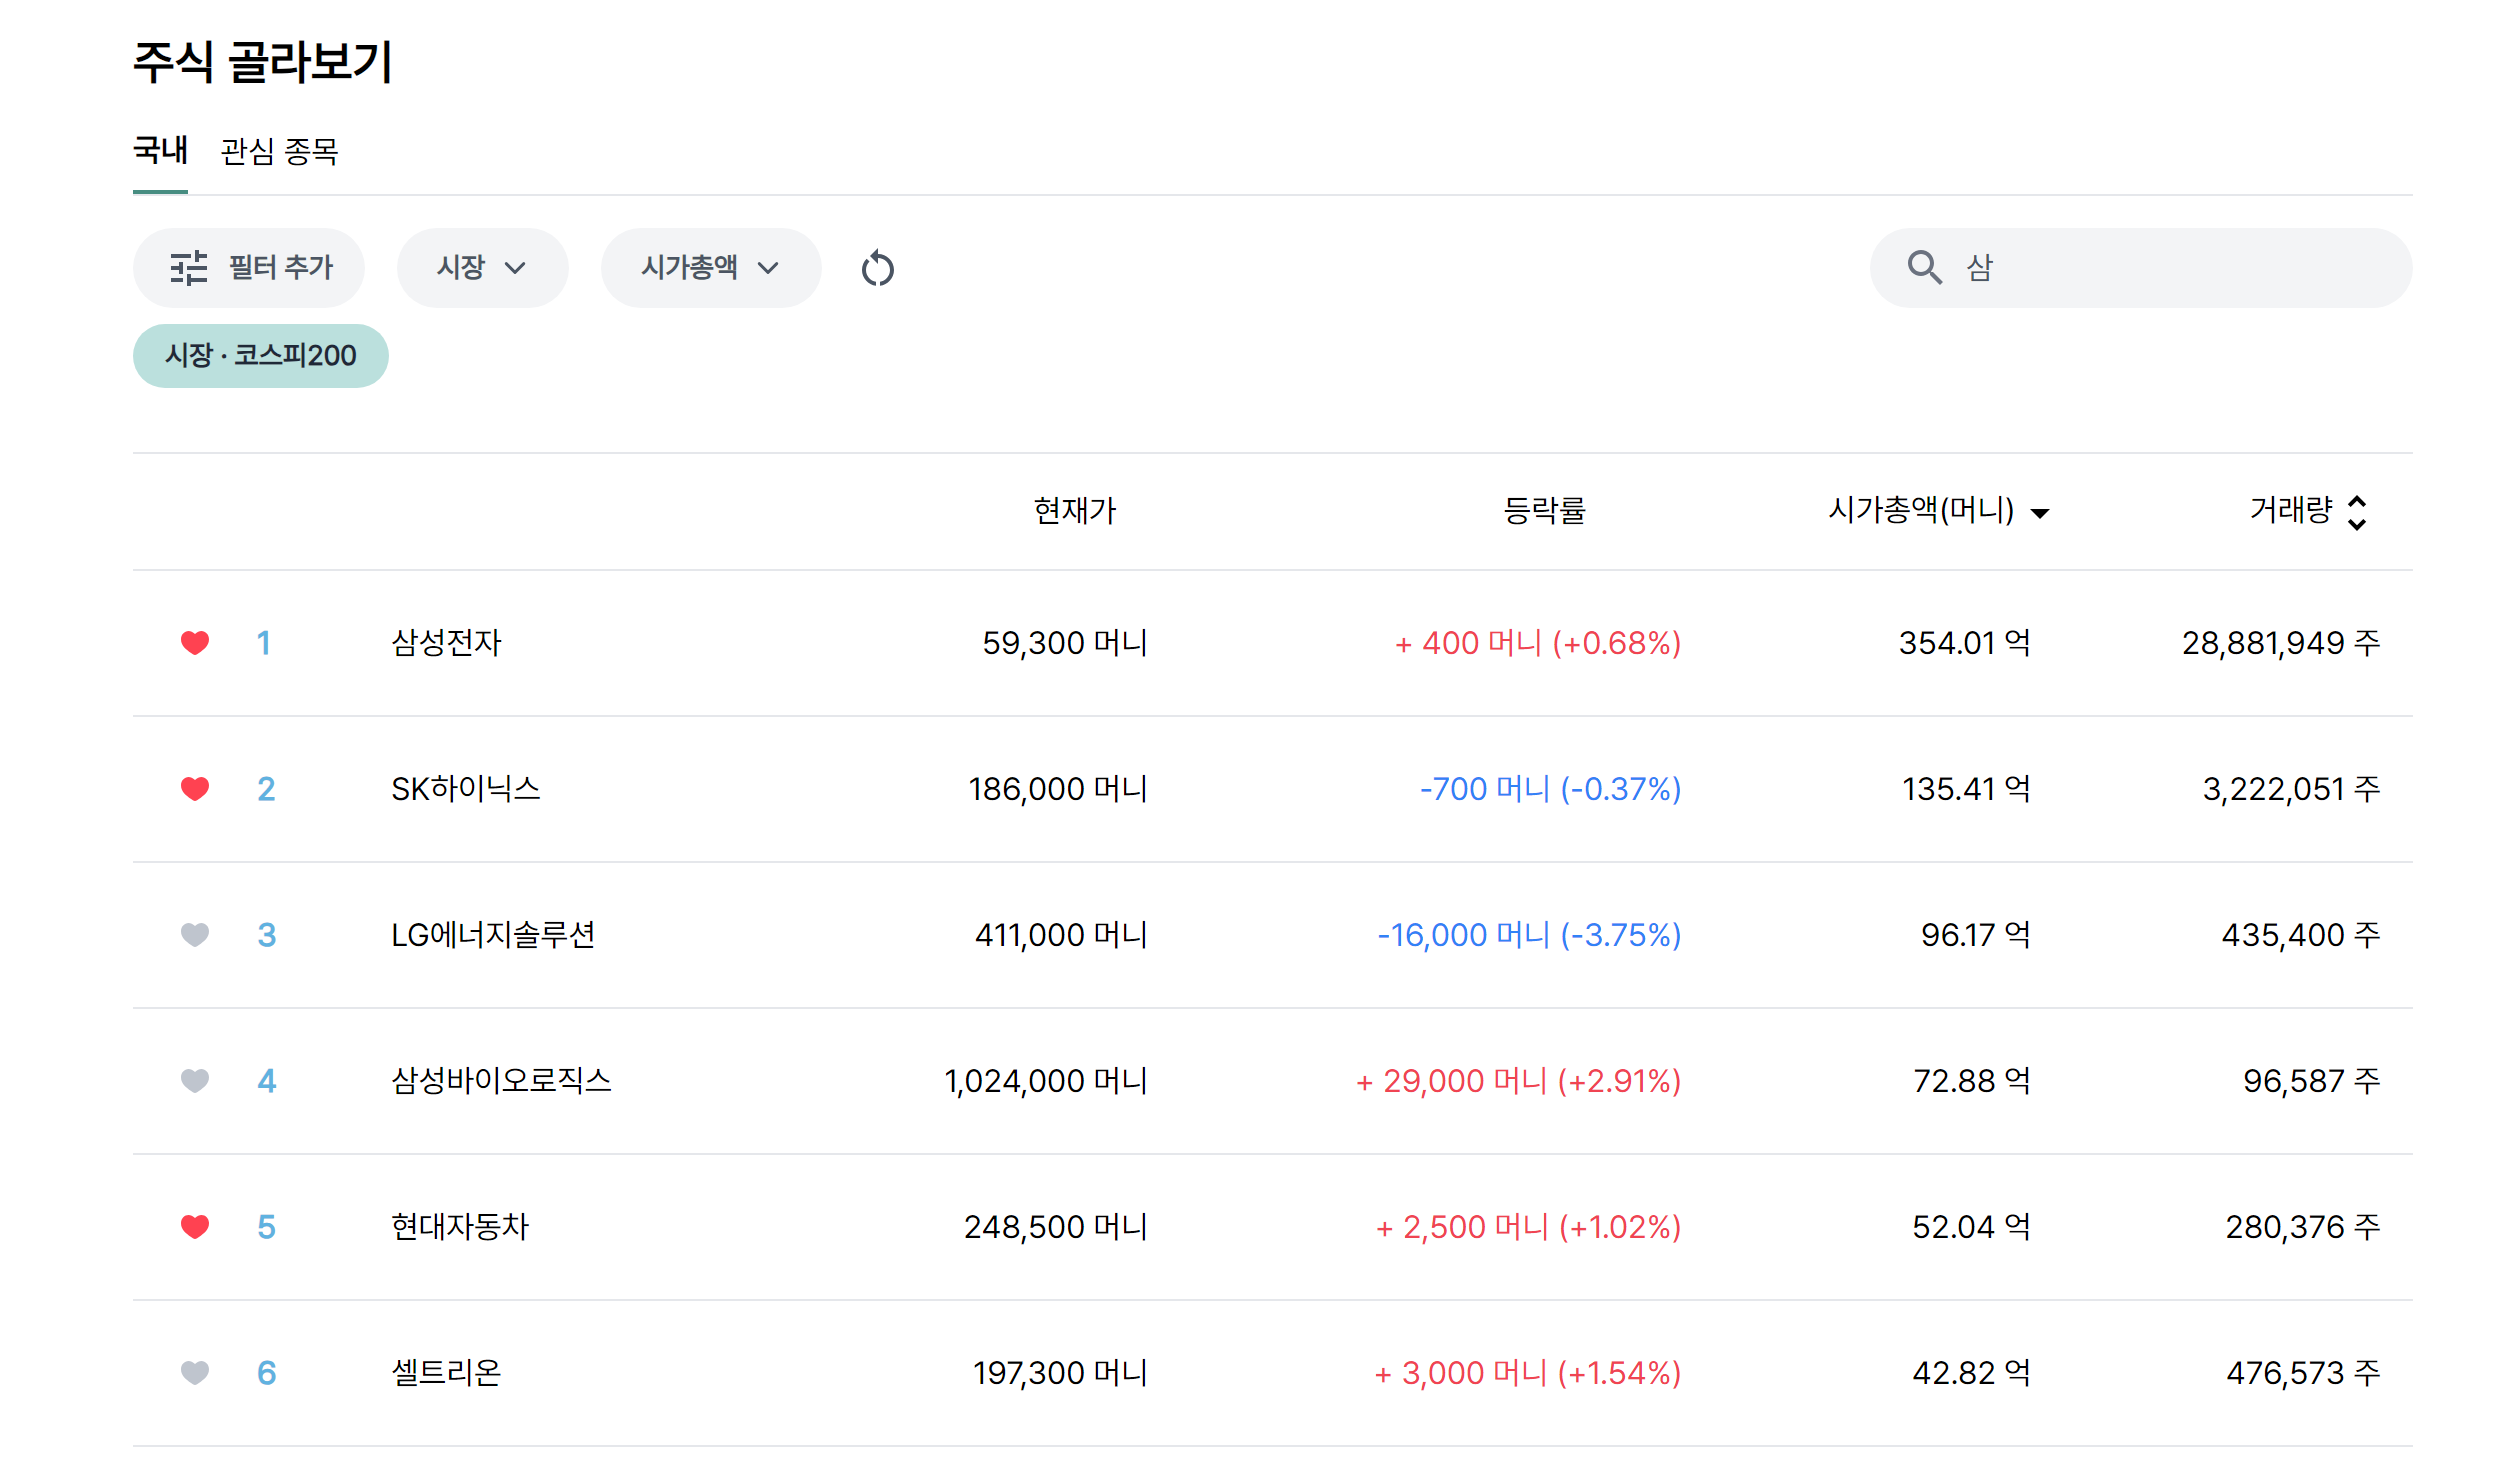 주식 골라보기
국내 관심 종목
필터 추가 시장 시가총액 삼
시장 · 코스피200
현재가 등락률 시가총액(머니) 거래량
1 삼성전자 59,300 머니 + 400 머니 (+0.68%) 354.01 억 28,881,949 주
2 SK하이닉스 186,000 머니 -700 머니 (-0.37%) 135.41 억 3,222,051 주
3 LG에너지솔루션 411,000 머니 -16,000 머니 (-3.75%) 96.17 억 435,400 주
4 삼성바이오로직스 1,024,000 머니 + 29,000 머니 (+2.91%) 72.88 억 96,587 주
5 현대자동차 248,500 머니 + 2,500 머니 (+1.02%) 52.04 억 280,376 주
6 셀트리온 197,300 머니 + 3,000 머니 (+1.54%) 42.82 억 476,573 주